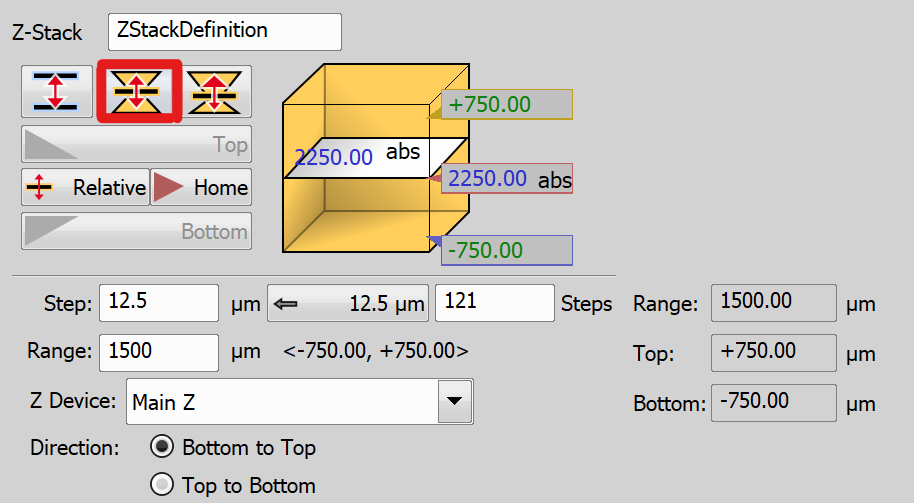 Z-Stack ZStackDefinition
+750.00
Top
2250.00 abs
2250.00 abs
Relative Home
Bottom
-750.00
Step: 12.5 µm 12.5 µm 121 Steps Range: 1500.00 µm
Range: 1500 µm <-750.00, +750.00> Top: +750.00 µm
Z Device: Main Z Bottom: -750.00 µm
Direction: Bottom to Top
Top to Bottom